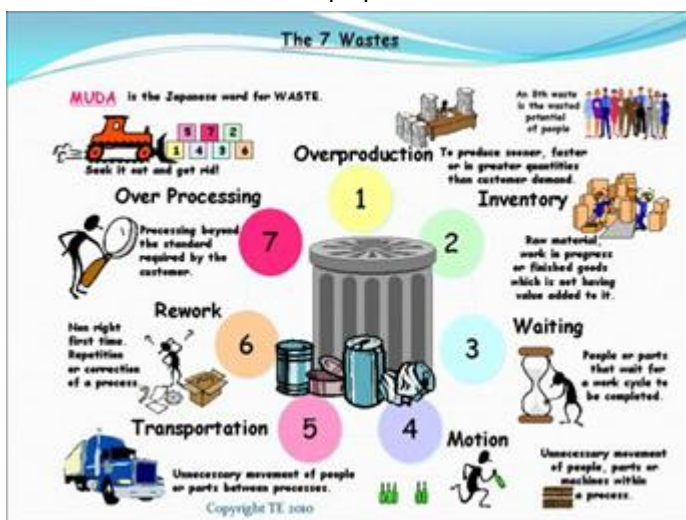 The 7 Wastes
MUDA is the Japanese word for WASTE.
5 7 2
1 4 3 6
Seek it out and get rid!
An 8th waste
is the wasted
potential
of people
Overproduction
To produce sooner, faster
or in greater quantities
than customer demand.
1
Inventory
Raw material,
work in progress
or finished goods
which is not having
value added to it.
2
Waiting
People or parts
that wait for
a work cycle to
be completed.
3
Motion
Unnecessary movement
of people, parts or
machines within
a process.
4
Transportation
Unnecessary movement of people
or parts between processes.
5
Rework
Non right
first time.
Repetition
or correction
of a process.
6
Over Processing
Processing beyond
the standard
required by the
customer.
7
Copyright TE 2010